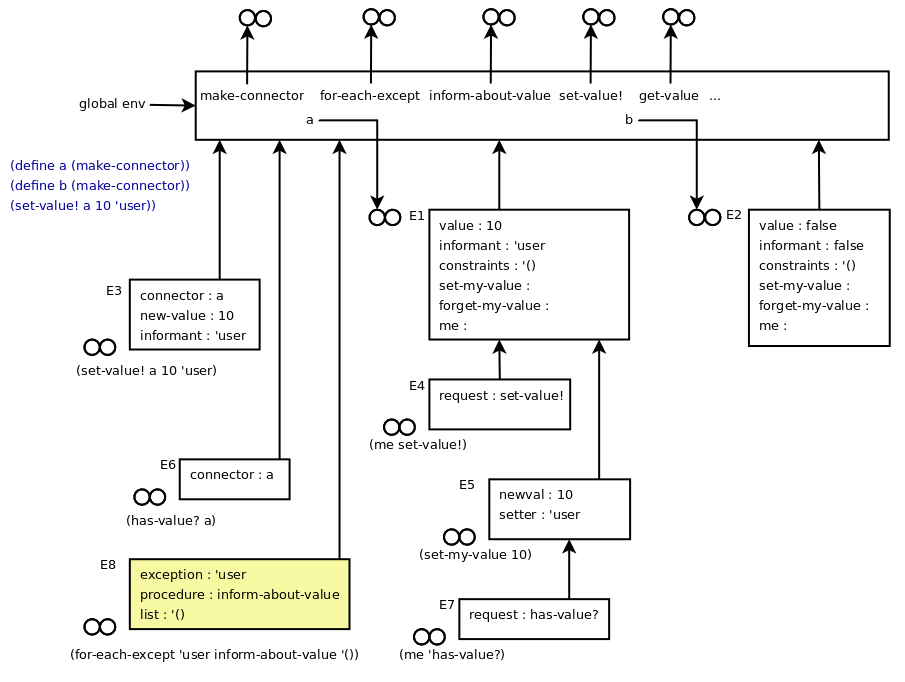 make-connector for-each-except inform-about-value set-value! get-value ...
global env
a b
(define a (make-connector))
(define b (make-connector))
(set-value! a 10 'user))
E1
value : 10
informant : 'user
constraints : '()
set-my-value :
forget-my-value :
me :
E2
value : false
informant : false
constraints : '()
set-my-value :
forget-my-value :
me :
E3
connector : a
new-value : 10
informant : 'user
(set-value! a 10 'user)
E4
request : set-value!
(me set-value!)
E6
connector : a
(has-value? a)
E5
newval : 10
setter : 'user
(set-my-value 10)
E8
exception : 'user
procedure : inform-about-value
list : '()
(for-each-except 'user inform-about-value '())
E7
request : has-value?
(me 'has-value?)